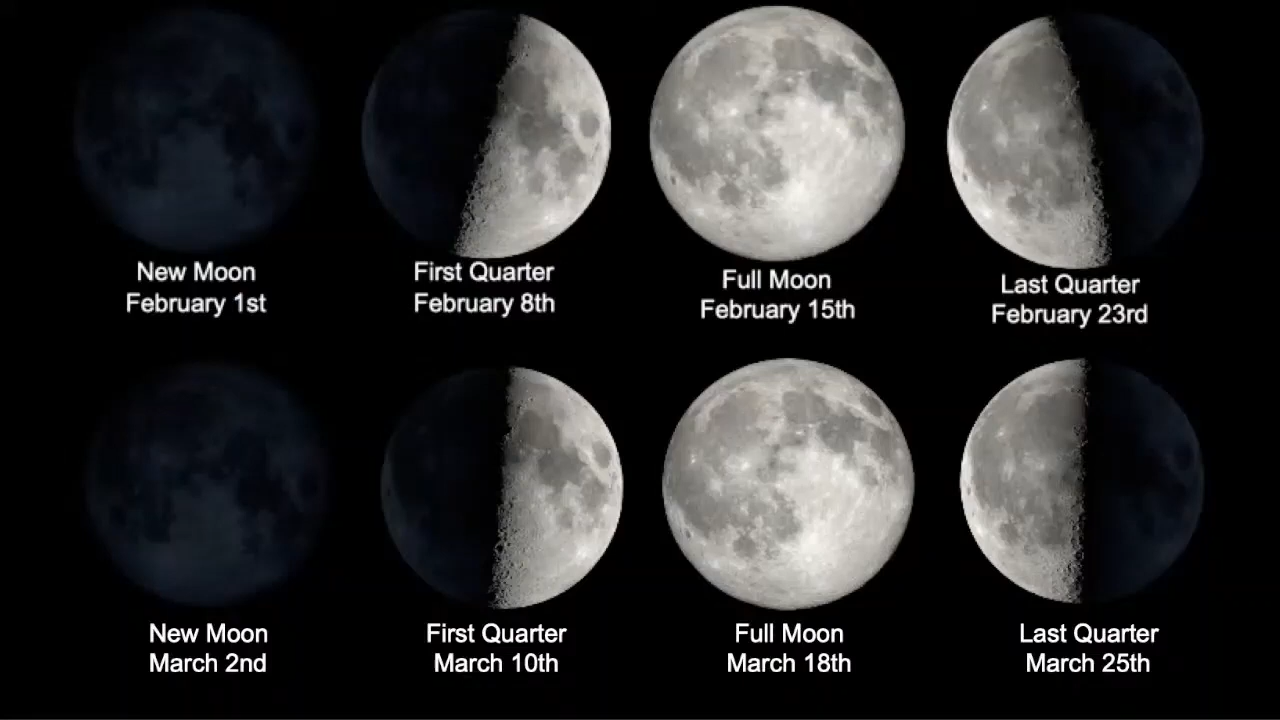 New Moon
February 1st
First Quarter
February 8th
Full Moon
February 15th
Last Quarter
February 23rd
New Moon
March 2nd
First Quarter
March 10th
Full Moon
March 18th
Last Quarter
March 25th